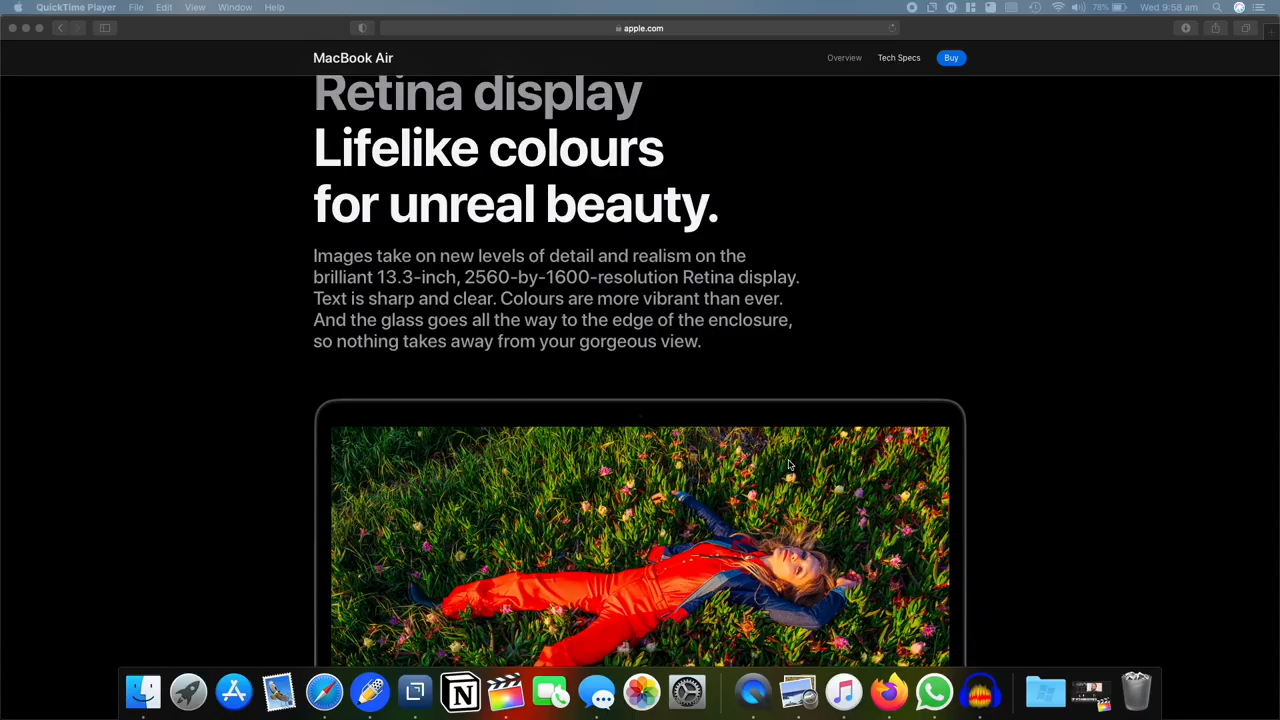 QuickTime Player File Edit View Window Help 78% Wed 9:58 am
apple.com
MacBook Air Overview Tech Specs Buy
Retina display
Lifelike colours
for unreal beauty.
Images take on new levels of detail and realism on the
brilliant 13.3-inch, 2560-by-1600-resolution Retina display.
Text is sharp and clear. Colours are more vibrant than ever.
And the glass goes all the way to the edge of the enclosure,
so nothing takes away from your gorgeous view.